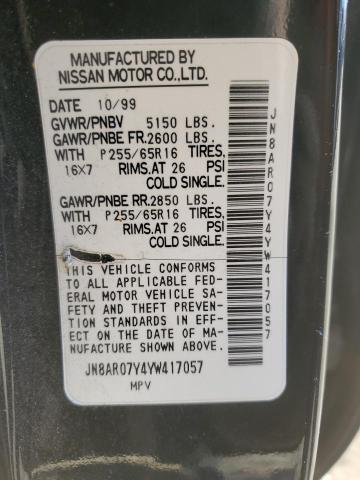 MANUFACTURED BY
NISSAN MOTOR CO.,LTD.
DATE 10/99
GVWR/PNBV 5150 LBS.
GAWR/PNBE FR.2600 LBS.
WITH P255/65R16 TIRES,
16X7 RIMS.AT 26 PSI
COLD SINGLE.
GAWR/PNBE RR.2850 LBS.
WITH P255/65R16 TIRES,
16X7 RIMS.AT 26 PSI
COLD SINGLE.
THIS VEHICLE CONFORMS
TO ALL APPLICABLE FED-
ERAL MOTOR VEHICLE SA-
FETY AND THEFT PREVENT-
ION STANDARDS IN EFF-
ECT ON THE DATE OF MA-
NUFACTURE SHOWN ABOVE.
JN8AR07Y4YW417057
MPV
JN8AR07Y4YW417057